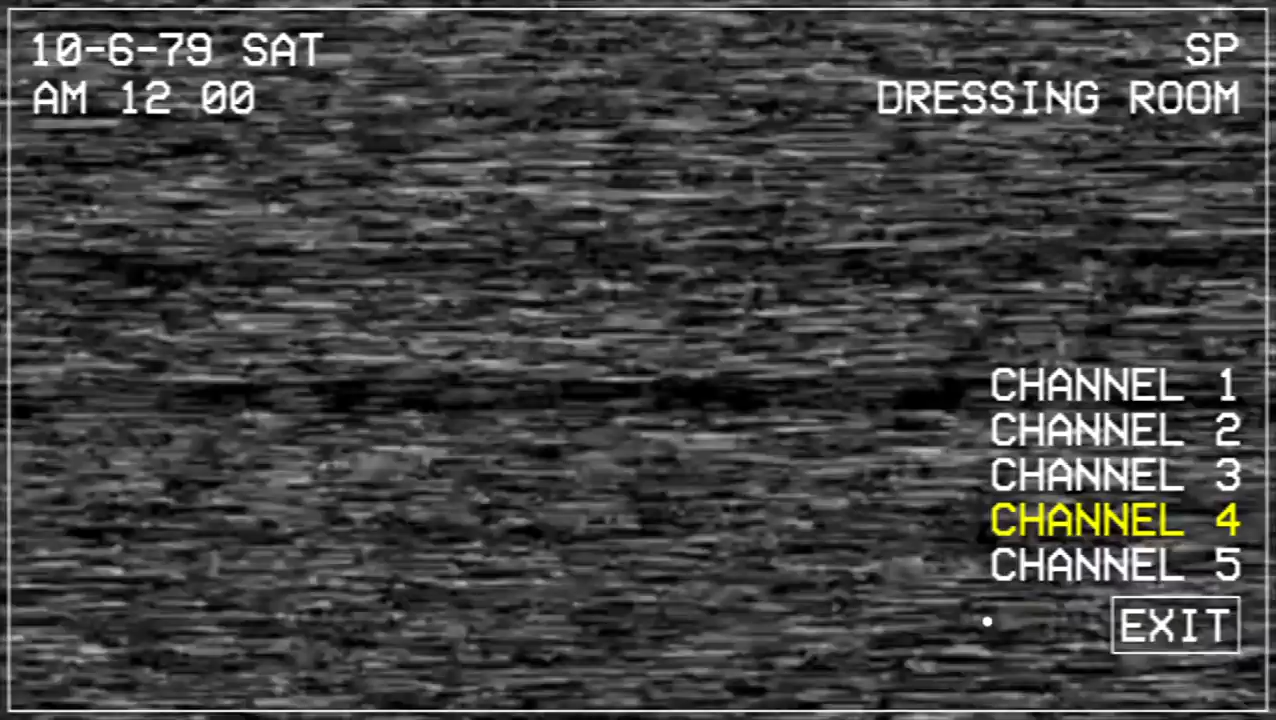 10-6-79 SAT
AM 12 00
SP
DRESSING ROOM
CHANNEL 1
CHANNEL 2
CHANNEL 3
CHANNEL 4
CHANNEL 5
EXIT